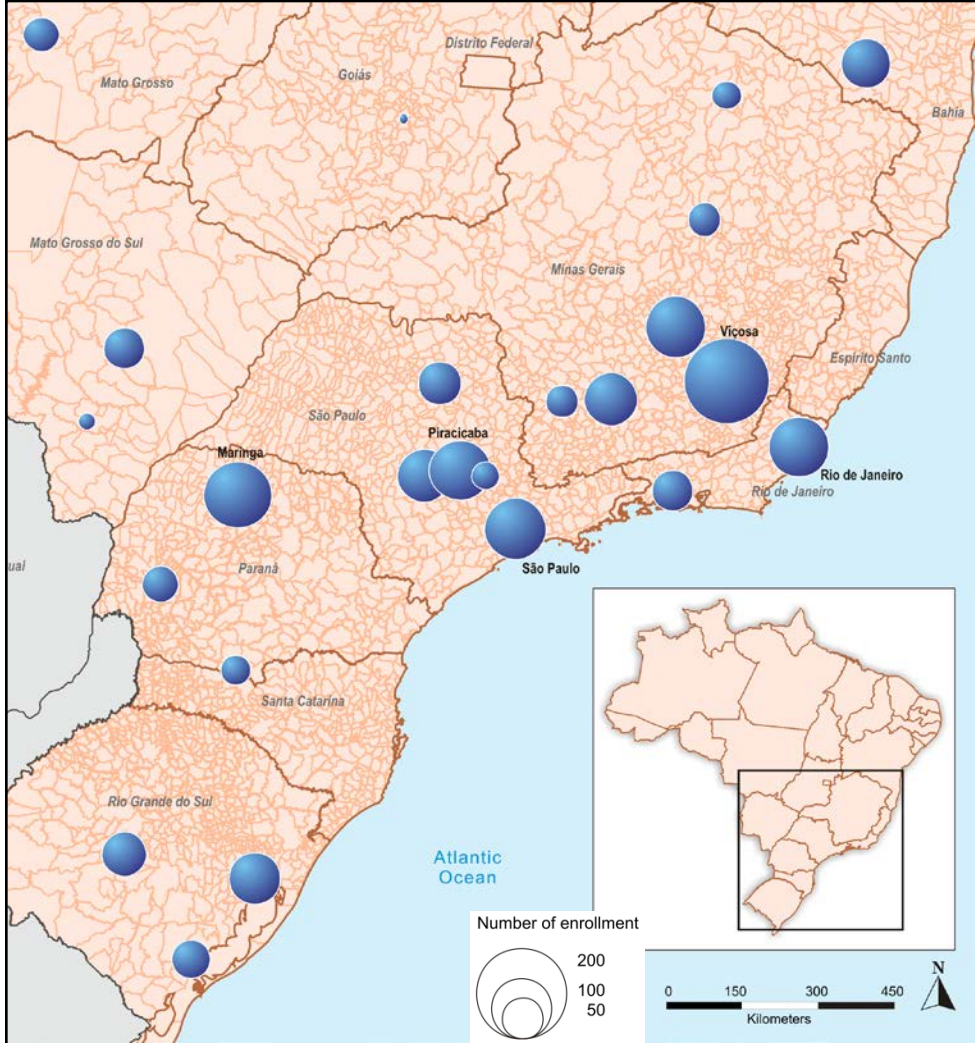 Distrito Federal
Goiás
Mato Grosso
Bahia
Mato Grosso do Sul
Minas Gerais
Viçosa
Espírito Santo
São Paulo
Piracicaba
Maringa
Rio de Janeiro
Rio de Janeiro
São Paulo
Paraná
uai
Santa Catarina
Rio Grande do Sul
Atlantic
Ocean
Number of enrollment
200
100
50
N
0 150 300 450
Kilometers